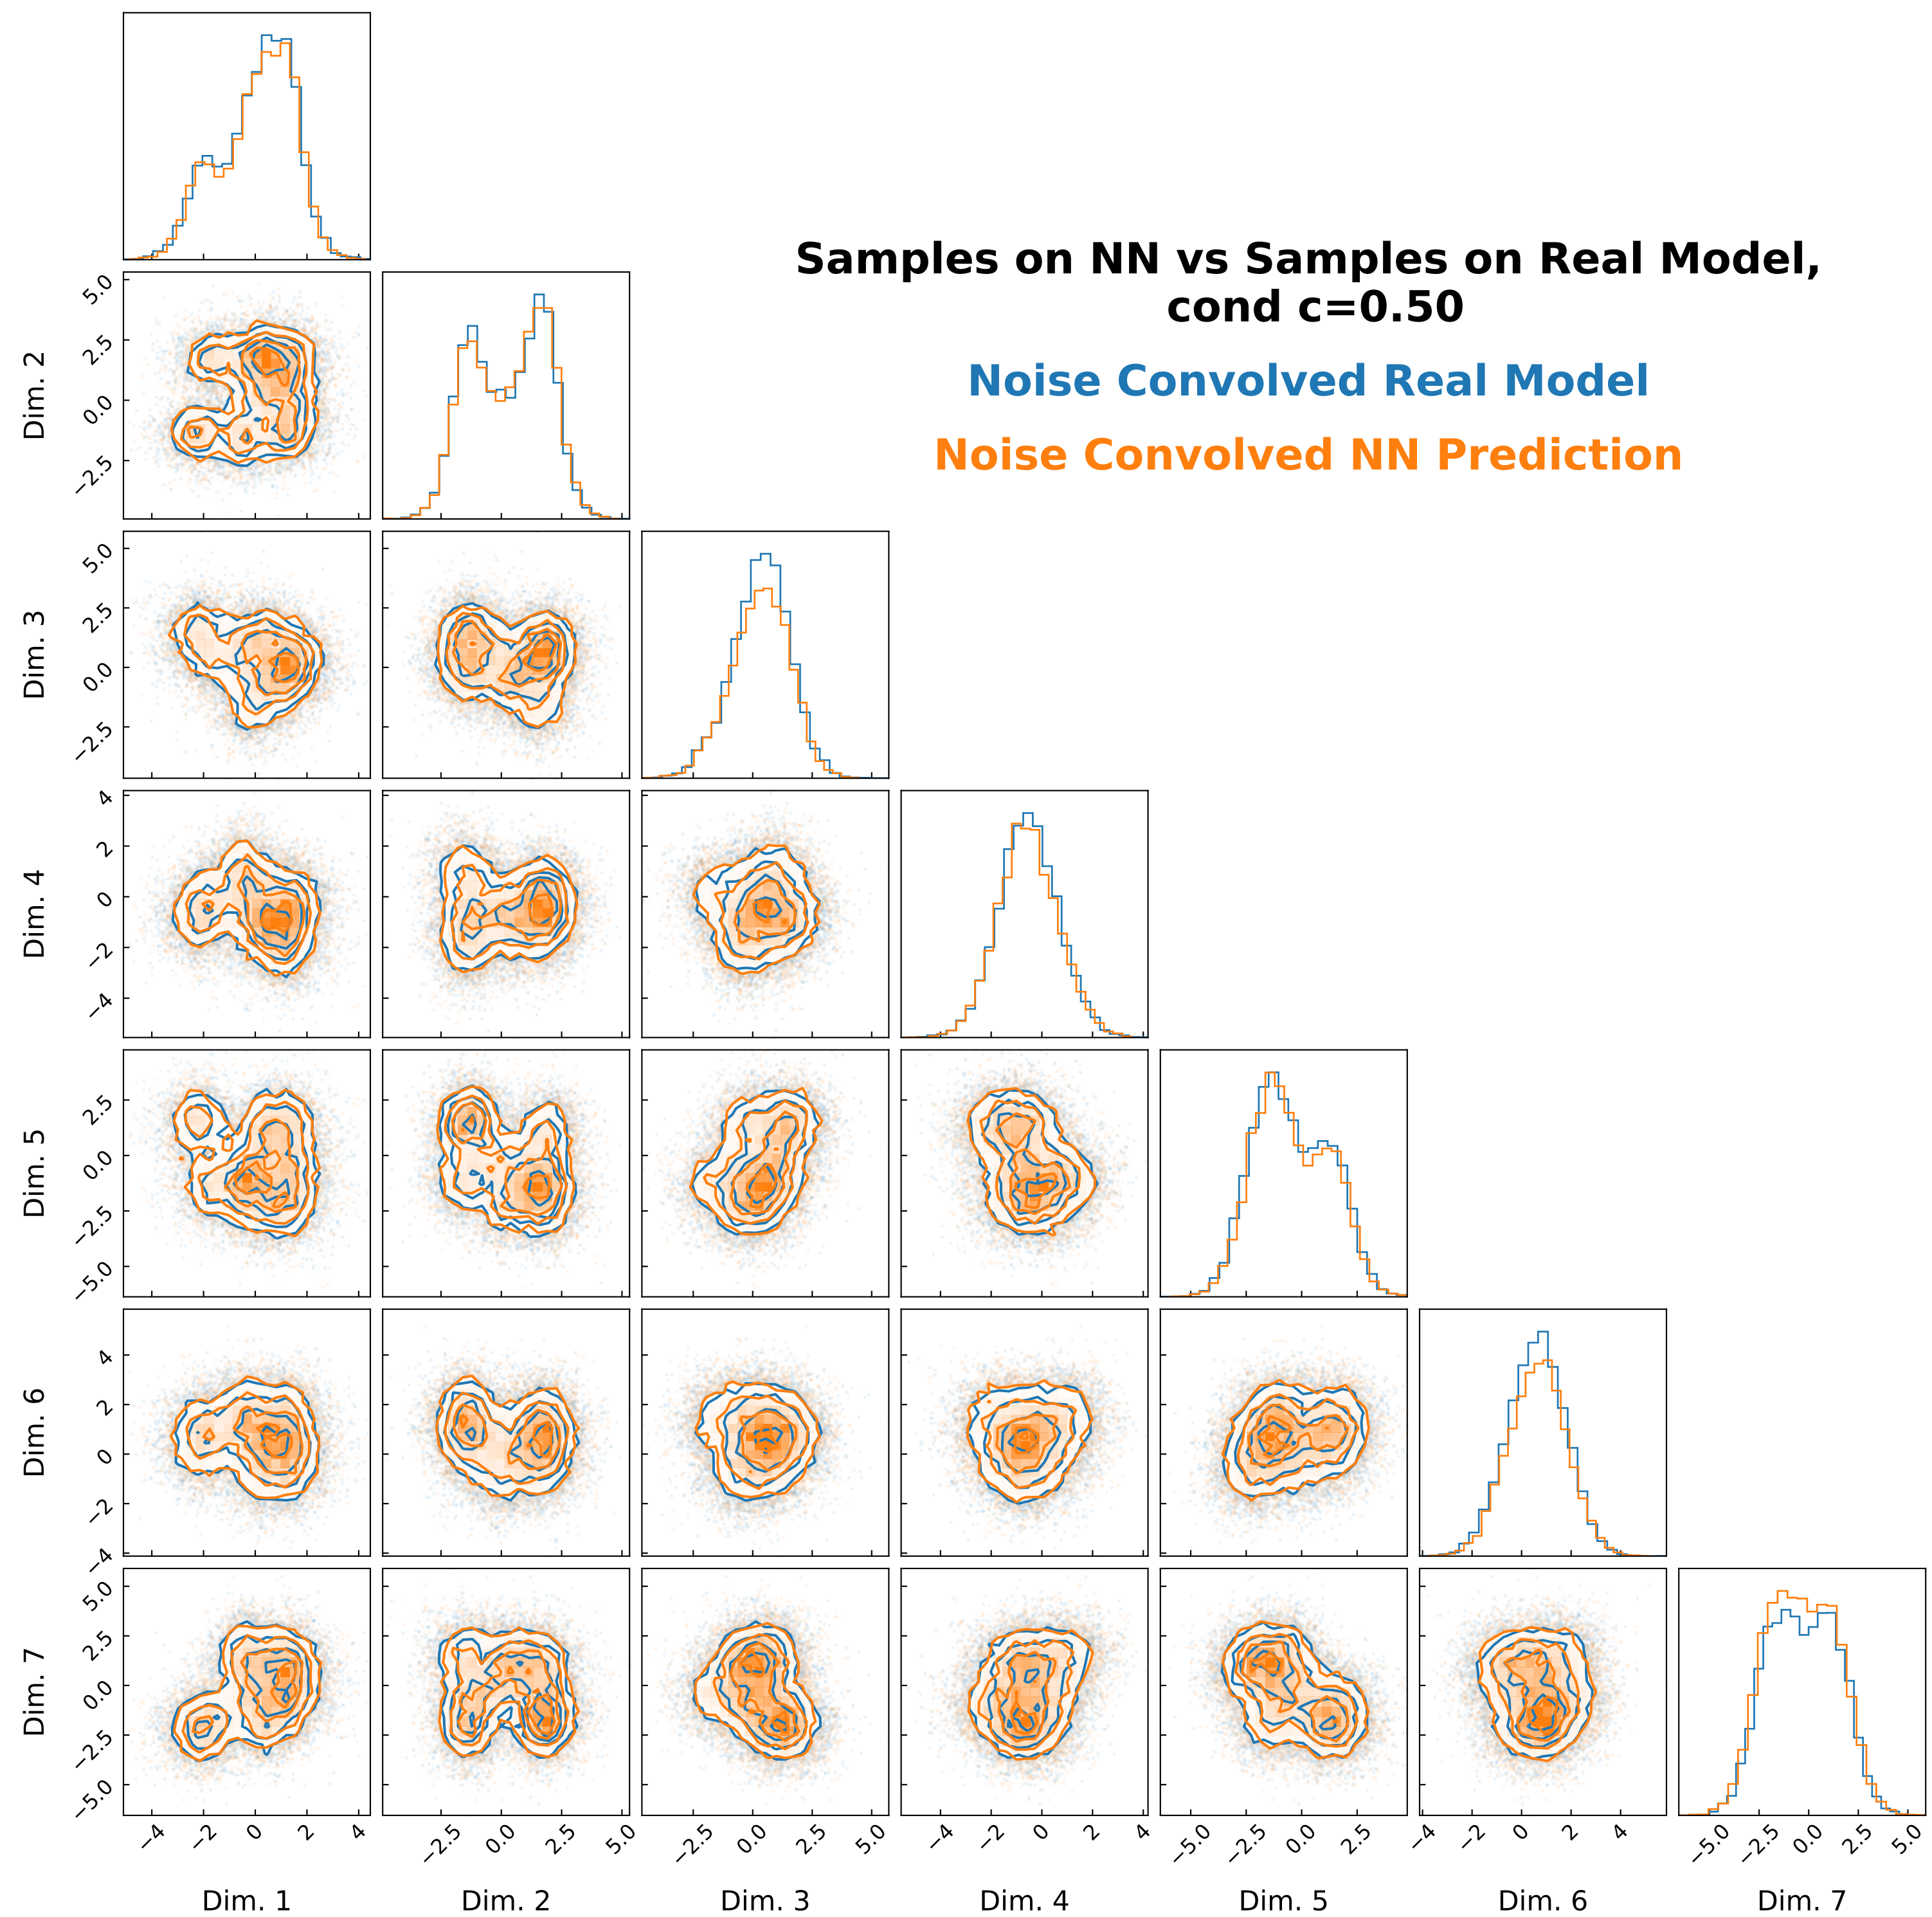 Samples on NN vs Samples on Real Model,
cond c=0.50
Noise Convolved Real Model
Noise Convolved NN Prediction
5.0
2.5
0.0
−2.5
Dim. 2
5.0
2.5
0.0
−2.5
Dim. 3
4
2
0
−2
−4
Dim. 4
2.5
0.0
−2.5
−5.0
Dim. 5
4
2
0
−2
−4
Dim. 6
5.0
2.5
0.0
−2.5
−5.0
Dim. 7
−4 −2 0 2 4
−2.5 0.0 2.5 5.0
−2.5 0.0 2.5 5.0
−4 −2 0 2 4
−5.0 −2.5 0.0 2.5
−4 −2 0 2 4
−5.0 −2.5 0.0 2.5 5.0
Dim. 1 Dim. 2 Dim. 3 Dim. 4 Dim. 5 Dim. 6 Dim. 7